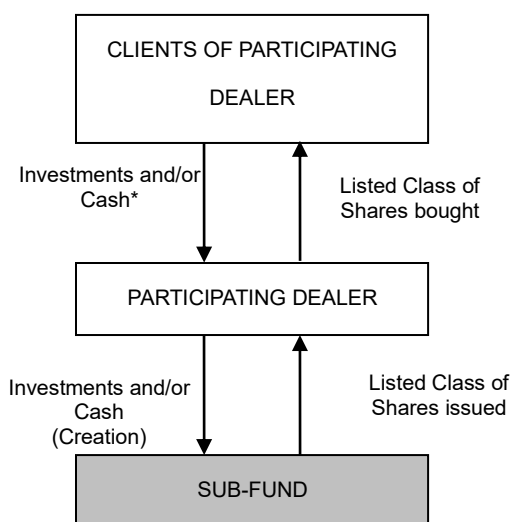 CLIENTS OF PARTICIPATING
DEALER
Investments and/or
Cash*
Listed Class of
Shares bought
PARTICIPATING DEALER
Investments and/or
Cash
(Creation)
Listed Class of
Shares issued
SUB-FUND